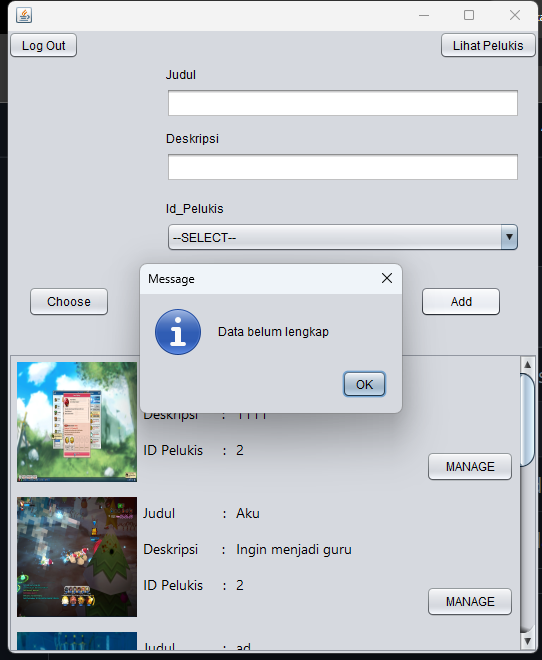 Log Out
Lihat Pelukis
Judul
Deskripsi
Id_Pelukis
--SELECT--
Choose
Add
Message
Data belum lengkap
OK
Deskripsi : 1111
ID Pelukis : 2
MANAGE
Judul : Aku
Deskripsi : Ingin menjadi guru
ID Pelukis : 2
MANAGE
Judul : ad